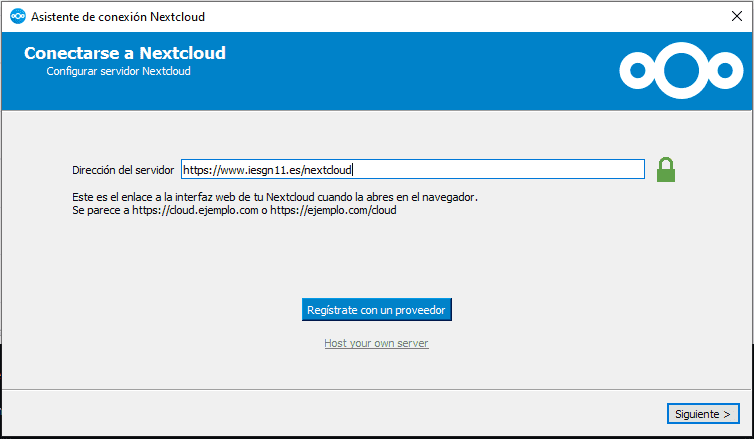 Asistente de conexión Nextcloud
Conectarse a Nextcloud
Configurar servidor Nextcloud
Dirección del servidor https://www.iesgn11.es/nextcloud
Este es el enlace a la interfaz web de tu Nextcloud cuando la abres en el navegador.
Se parece a https://cloud.ejemplo.com o https://ejemplo.com/cloud
Regístrate con un proveedor
Host your own server
Siguiente >